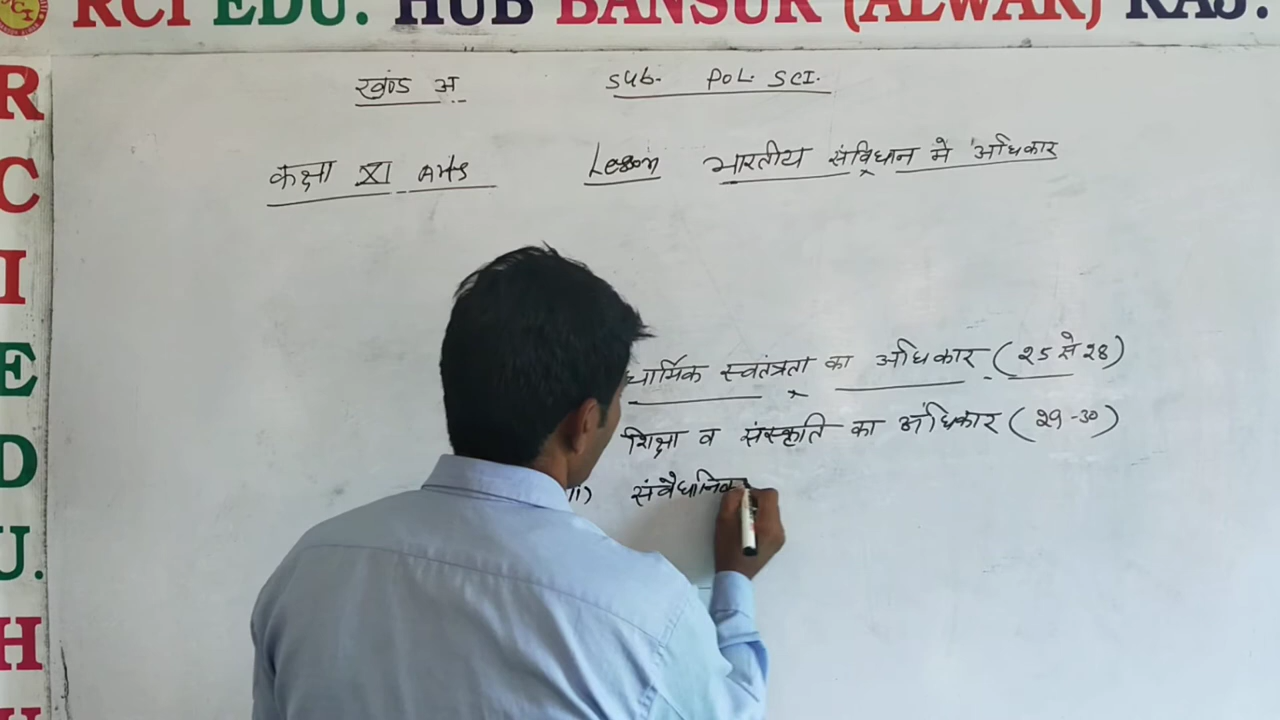 RCI EDU. HUB BANSUR (ALWAR) RAJ.
R
C
I
E
D
U.
H
खण्ड अ Sub. POL. SCI.
कक्षा XI Arts Lesson भारतीय संविधान मे अधिकार
धार्मिक स्वतंत्रता का अधिकार (25 से 28)
शिक्षा व संस्कृति का अधिकार (29-30)
संवैधानिक